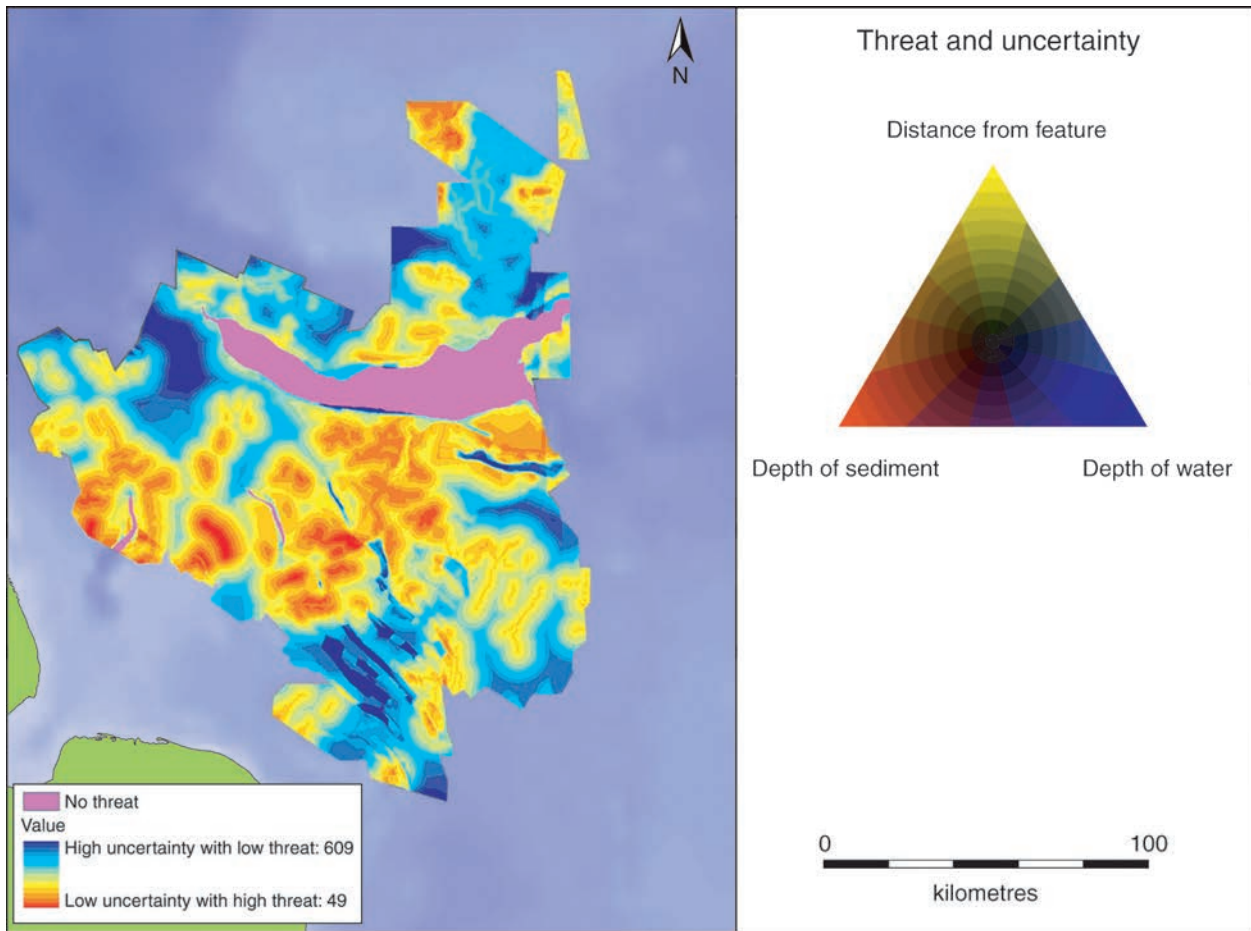 N
No threat
Value
High uncertainty with low threat: 609
Low uncertainty with high threat: 49
Threat and uncertainty
Distance from feature
Depth of sediment
Depth of water
0
100
kilometres